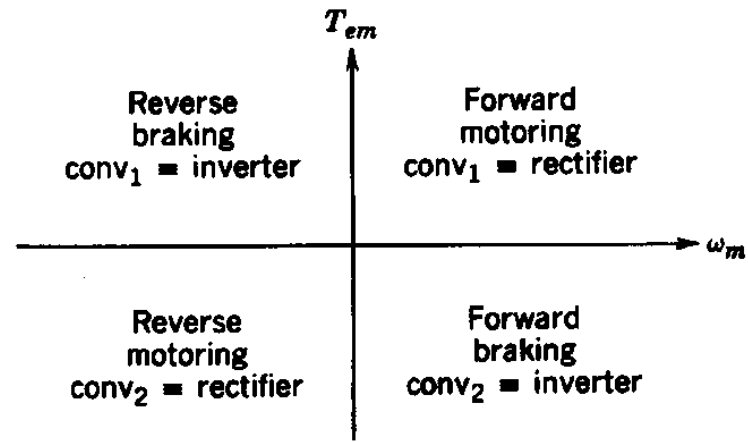 T_em
Reverse
braking
conv₁ = inverter
Forward
motoring
conv₁ = rectifier
ω_m
Reverse
motoring
conv₂ = rectifier
Forward
braking
conv₂ = inverter